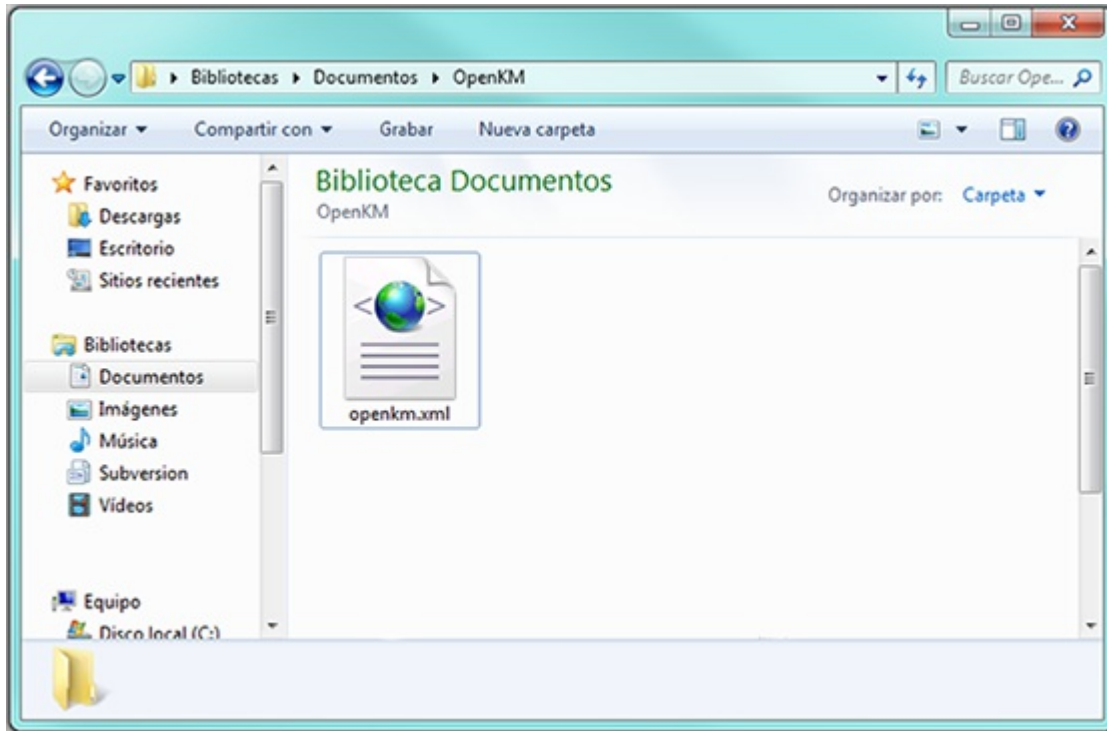 Bibliotecas ▸ Documentos ▸ OpenKM
Buscar Ope...
Organizar
Compartir con
Grabar
Nueva carpeta
Favoritos
Descargas
Escritorio
Sitios recientes
Bibliotecas
Documentos
Imágenes
Música
Subversion
Vídeos
Equipo
Disco local (C:)
Biblioteca Documentos
OpenKM
Organizar por: Carpeta
openkm.xml